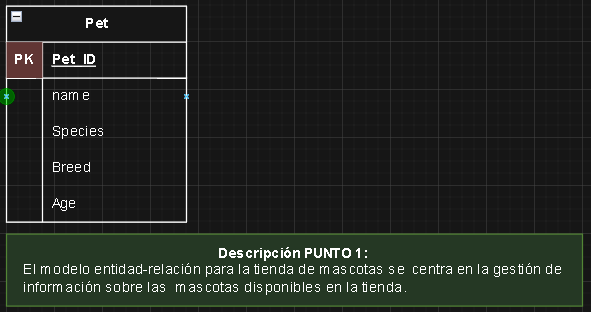 Pet
PK Pet_ID
name
Species
Breed
Age
Descripción PUNTO 1:
El modelo entidad-relación para la tienda de mascotas se centra en la gestión de
información sobre las mascotas disponibles en la tienda.